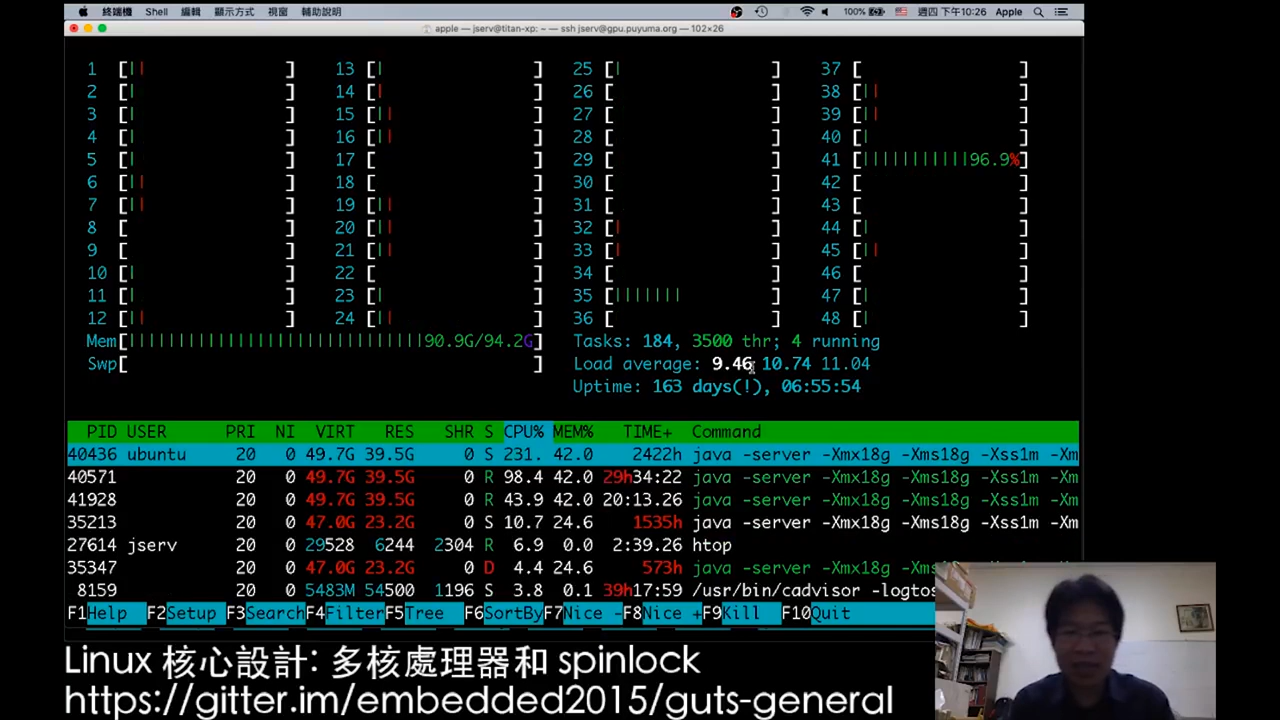 終端機 Shell 編輯 顯示方式 視窗 輔助說明 100% 週四 下午10:26 Apple
apple — jserv@titan-xp: ~ — ssh jserv@gpu.puyuma.org — 102×26
1 [|| ] 13 [| ] 25 [| ] 37 [ ]
2 [| ] 14 [| ] 26 [ ] 38 [|| ]
3 [| ] 15 [|| ] 27 [ ] 39 [|| ]
4 [| ] 16 [|| ] 28 [ ] 40 [| ]
5 [| ] 17 [ ] 29 [ ] 41 [|||||||||||96.9%]
6 [|| ] 18 [ ] 30 [ ] 42 [ ]
7 [|| ] 19 [|| ] 31 [ ] 43 [ ]
8 [ ] 20 [|| ] 32 [| ] 44 [| ]
9 [ ] 21 [|| ] 33 [| ] 45 [|| ]
10 [| ] 22 [ ] 34 [ ] 46 [ ]
11 [| ] 23 [| ] 35 [||||||| ] 47 [| ]
12 [|| ] 24 [|| ] 36 [ ] 48 [| ]
Mem[||||||||||||||||||||||||||||||90.9G/94.2G] Tasks: 184, 3500 thr; 4 running
Swp[ ] Load average: 9.46 10.74 11.04
Uptime: 163 days(!), 06:55:54
PID USER PRI NI VIRT RES SHR S CPU% MEM% TIME+ Command
40436 ubuntu 20 0 49.7G 39.5G 0 S 231. 42.0 2422h java -server -Xmx18g -Xms18g -Xss1m -Xm
40571 20 0 49.7G 39.5G 0 R 98.4 42.0 29h34:22 java -server -Xmx18g -Xms18g -Xss1m -Xm
41928 20 0 49.7G 39.5G 0 R 43.9 42.0 20:13.26 java -server -Xmx18g -Xms18g -Xss1m -Xm
35213 20 0 47.0G 23.2G 0 S 10.7 24.6 1535h java -server -Xmx18g -Xms18g -Xss1m -Xm
27614 jserv 20 0 29528 6244 2304 R 6.9 0.0 2:39.26 htop
35347 20 0 47.0G 23.2G 0 D 4.4 24.6 573h java -server -Xmx18g -Xms18g -Xss1m -Xm
8159 20 0 5483M 54500 1196 S 3.8 0.1 39h17:59 /usr/bin/cadvisor -logtos
F1Help F2Setup F3Search F4Filter F5Tree F6SortBy F7Nice - F8Nice + F9Kill F10Quit
Linux 核心設計: 多核處理器和 spinlock
https://gitter.im/embedded2015/guts-general